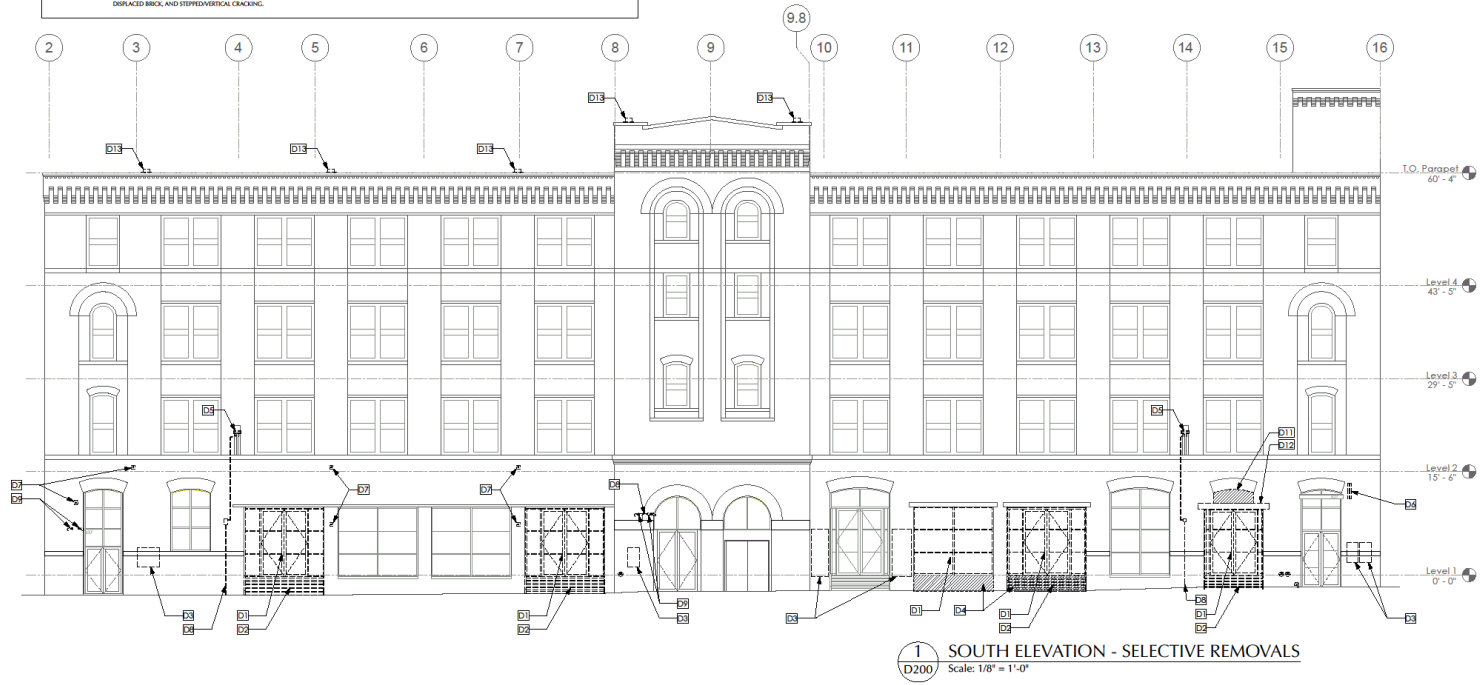 DISPLACED BRICK, AND STEPPED/VERTICAL CRACKING.
9.8
2 3 4 5 6 7 8 9 10 11 12 13 14 15 16
D13 D13
D13 D13 D13
T.O. Parapet
60' - 4"
Level 4
43' - 5"
Level 3
29' - 5"
D5 D5
D11
D12
Level 2
15' - 6"
D7 D7 D7 D8
D9
D6
Level 1
0' - 0"
D9
D3 D1 D1 D3 D3 D1 D4 D1 D8 D1 D3
D8 D2 D2 D2 D2
1
D200
SOUTH ELEVATION - SELECTIVE REMOVALS
Scale: 1/8" = 1'-0"